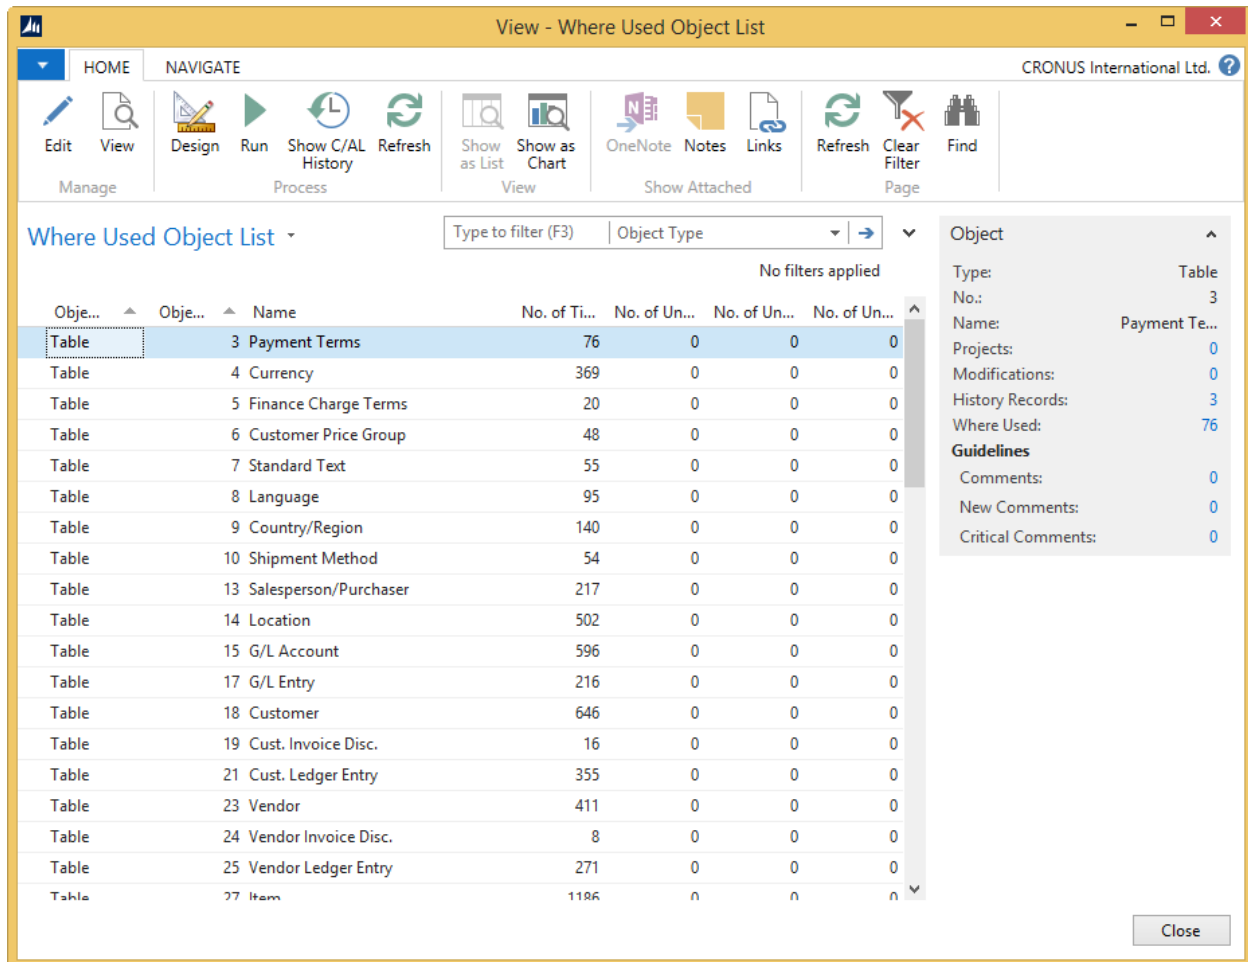 View - Where Used Object List
HOME NAVIGATE CRONUS International Ltd. ?
Edit View Design Run Show C/AL History Refresh Show as List Show as Chart OneNote Notes Links Refresh Clear Filter Find
Manage Process View Show Attached Page
Where Used Object List Type to filter (F3) Object Type
No filters applied
Obje... Obje... Name No. of Ti... No. of Un... No. of Un... No. of Un...
Table 3 Payment Terms 76 0 0 0
Table 4 Currency 369 0 0 0
Table 5 Finance Charge Terms 20 0 0 0
Table 6 Customer Price Group 48 0 0 0
Table 7 Standard Text 55 0 0 0
Table 8 Language 95 0 0 0
Table 9 Country/Region 140 0 0 0
Table 10 Shipment Method 54 0 0 0
Table 13 Salesperson/Purchaser 217 0 0 0
Table 14 Location 502 0 0 0
Table 15 G/L Account 596 0 0 0
Table 17 G/L Entry 216 0 0 0
Table 18 Customer 646 0 0 0
Table 19 Cust. Invoice Disc. 16 0 0 0
Table 21 Cust. Ledger Entry 355 0 0 0
Table 23 Vendor 411 0 0 0
Table 24 Vendor Invoice Disc. 8 0 0 0
Table 25 Vendor Ledger Entry 271 0 0 0
Table 27 Item 1186 0 0 0
Object
Type: Table
No.: 3
Name: Payment Te...
Projects: 0
Modifications: 0
History Records: 3
Where Used: 76
Guidelines
Comments: 0
New Comments: 0
Critical Comments: 0
Close